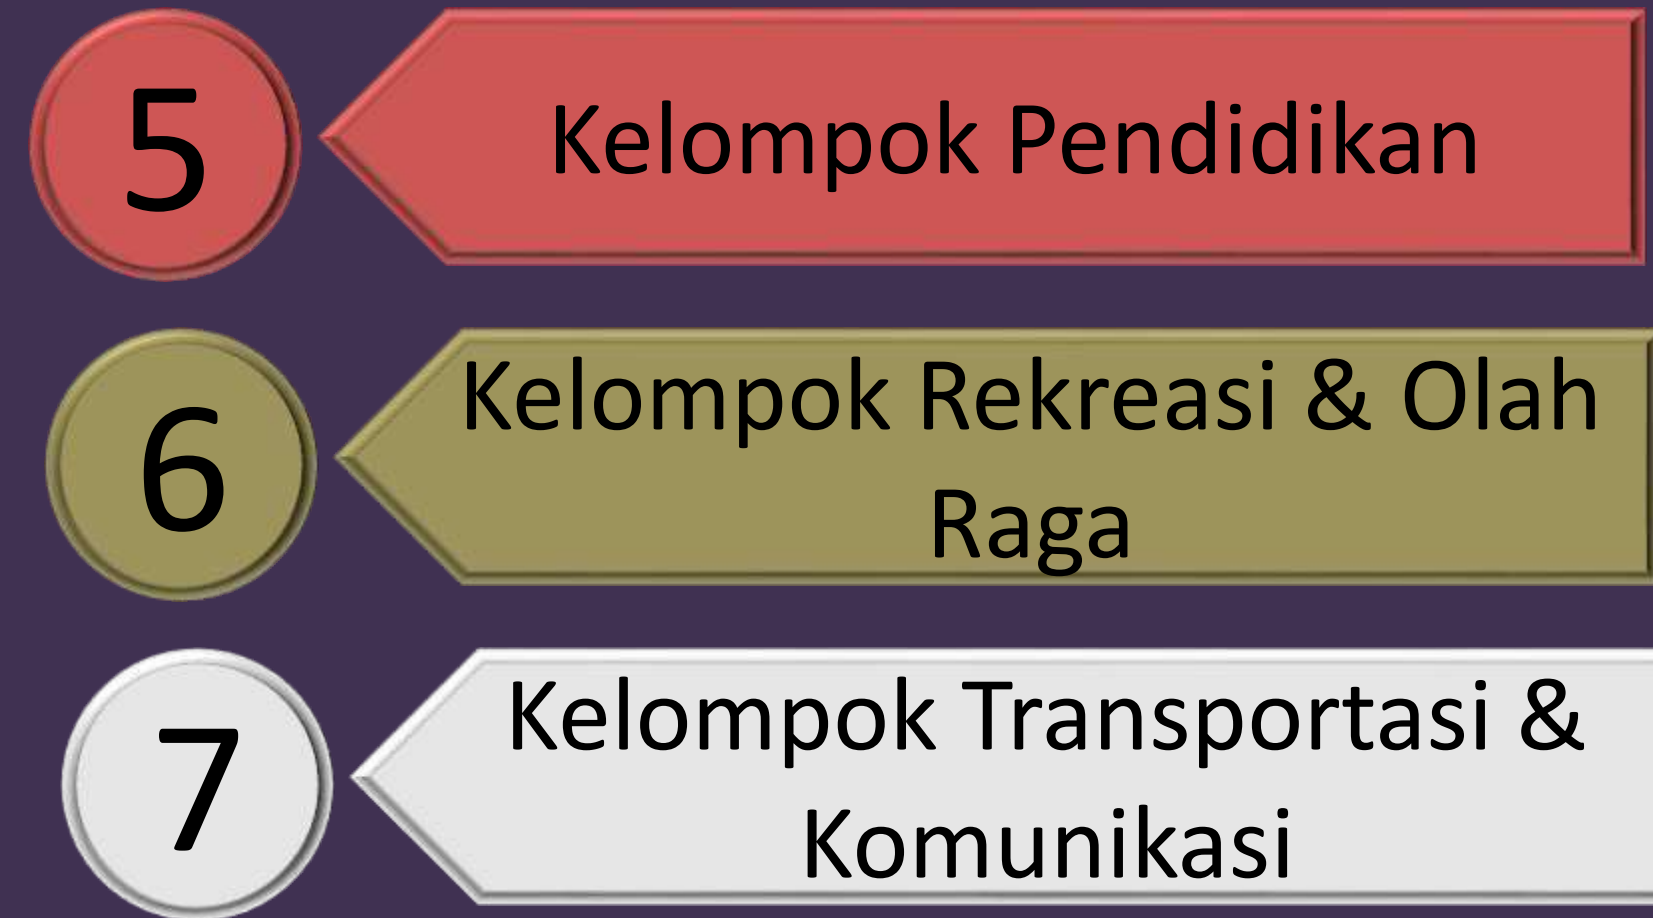 5
Kelompok Pendidikan
6
Kelompok Rekreasi & Olah
Raga
7
Kelompok Transportasi &
Komunikasi